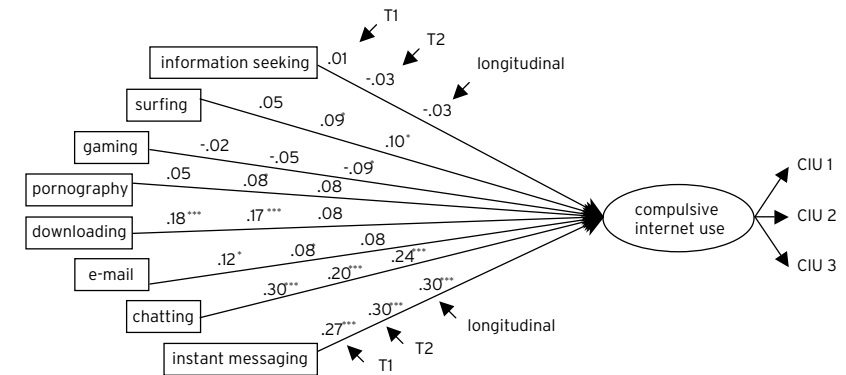 T1
T2
longitudinal
information seeking .01 -.03 -.03
surfing .05 .09* .10*
gaming -.02 -.05 -.09*
pornography .05 .08* .08
downloading .18*** .17*** .08
e-mail .12* .08* .08
chatting .30*** .20*** .24***
instant messaging .27*** .30*** .30***
longitudinal
T2
T1
compulsive
internet use
CIU 1
CIU 2
CIU 3